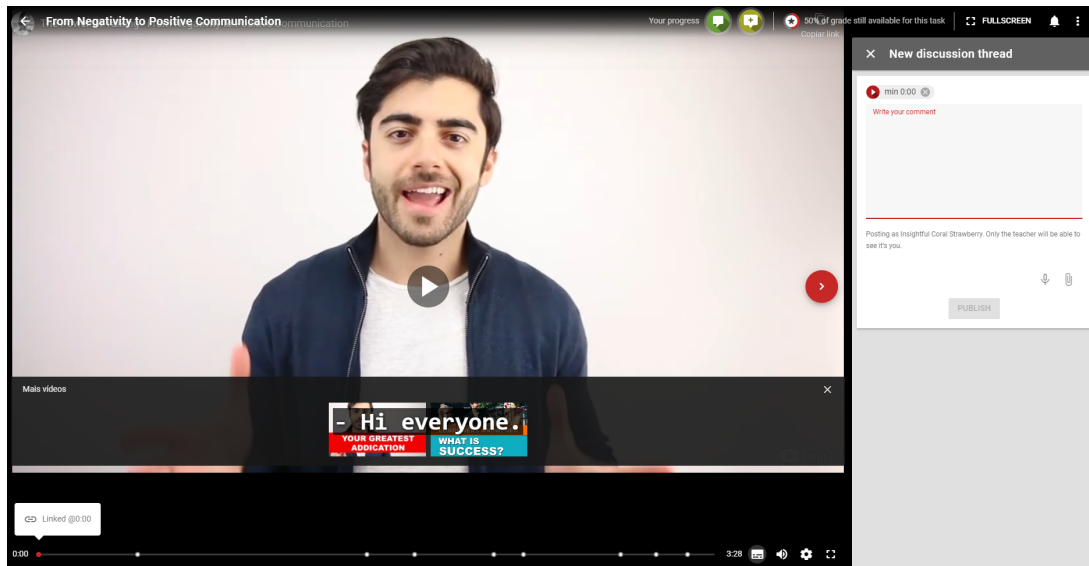 From Negativity to Positive Communication
Your progress
50% of grade still available for this task
FULLSCREEN
Copiar link
New discussion thread
min 0:00
Write your comment
Posting as Insightful Coral Strawberry. Only the teacher will be able to
see it's you.
PUBLISH
Mais vídeos
- Hi everyone.
YOUR GREATEST
ADDICATION
WHAT IS
SUCCESS?
Linked @0:00
0:00
3:28